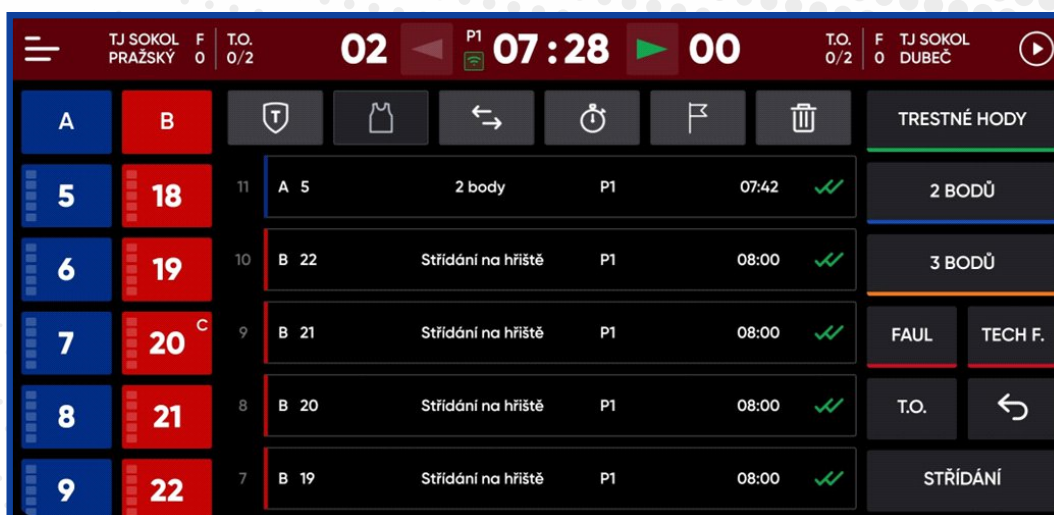 TJ SOKOL PRAŽSKÝ F 0 T.O. 0/2 02 P1 07:28 00 T.O. 0/2 F 0 TJ SOKOL DUBEČ
A B T TRESTNÉ HODY
5 18 11 A 5 2 body P1 07:42 2 BODŮ
6 19 10 B 22 Střídání na hřiště P1 08:00 3 BODŮ
7 20 C 9 B 21 Střídání na hřiště P1 08:00 FAUL TECH F.
8 21 8 B 20 Střídání na hřiště P1 08:00 T.O.
9 22 7 B 19 Střídání na hřiště P1 08:00 STŘÍDÁNÍ